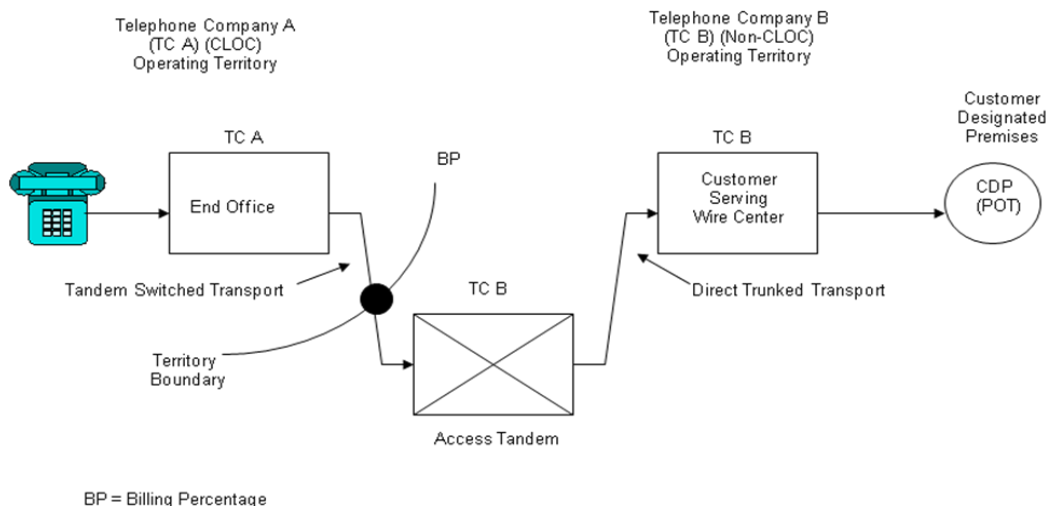 Telephone Company A
(TC A) (CLOC)
Operating Territory
Telephone Company B
(TC B) (Non-CLOC)
Operating Territory
Customer
Designated
Premises
TC A
BP
TC B
End Office
Customer
Serving
Wire Center
CDP
(POT)
Tandem Switched Transport
TC B
Direct Trunked Transport
Territory
Boundary
Access Tandem
BP = Billing Percentage